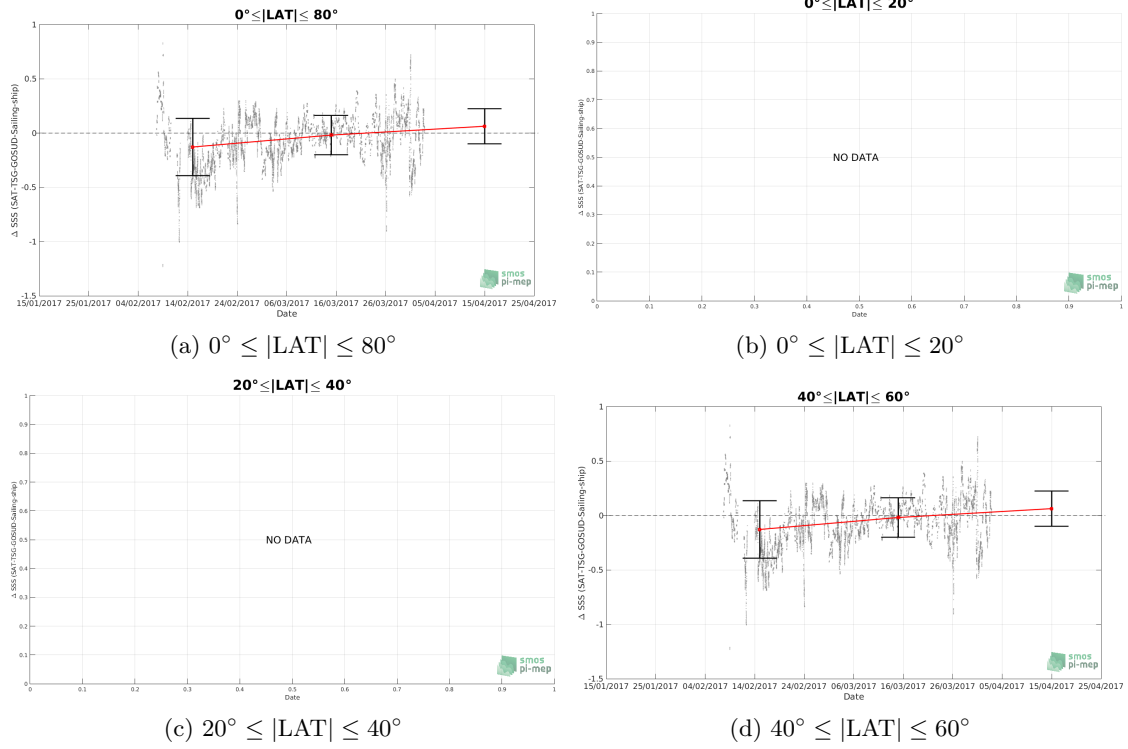 0°≤|LAT|≤ 80°
Δ SSS (SAT-TSG-GOSUD-Sailing-ship)
1
0.5
0
-0.5
-1
-1.5
15/01/2017 25/01/2017 04/02/2017 14/02/2017 24/02/2017 06/03/2017 16/03/2017 26/03/2017 05/04/2017 15/04/2017 25/04/2017
Date
smos
pi-mep
(a) 0° ≤ |LAT| ≤ 80°
0°≤|LAT|≤ 20°
Δ SSS (SAT-TSG-GOSUD-Sailing-ship)
1
0.9
0.8
0.7
0.6
0.5
0.4
0.3
0.2
0.1
0
NO DATA
0 0.1 0.2 0.3 0.4 0.5 0.6 0.7 0.8 0.9 1
Date
smos
pi-mep
(b) 0° ≤ |LAT| ≤ 20°
20°≤|LAT|≤ 40°
Δ SSS (SAT-TSG-GOSUD-Sailing-ship)
1
0.9
0.8
0.7
0.6
0.5
0.4
0.3
0.2
0.1
0
NO DATA
0 0.1 0.2 0.3 0.4 0.5 0.6 0.7 0.8 0.9 1
Date
smos
pi-mep
(c) 20° ≤ |LAT| ≤ 40°
40°≤|LAT|≤ 60°
Δ SSS (SAT-TSG-GOSUD-Sailing-ship)
1
0.5
0
-0.5
-1
-1.5
15/01/2017 25/01/2017 04/02/2017 14/02/2017 24/02/2017 06/03/2017 16/03/2017 26/03/2017 05/04/2017 15/04/2017 25/04/2017
Date
smos
pi-mep
(d) 40° ≤ |LAT| ≤ 60°